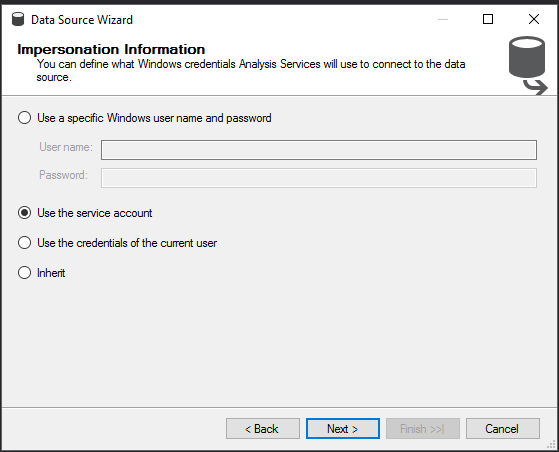 Data Source Wizard
Impersonation Information
You can define what Windows credentials Analysis Services will use to connect to the data
source.
Use a specific Windows user name and password
User name:
Password:
Use the service account
Use the credentials of the current user
Inherit
< Back
Next >
Finish >>|
Cancel